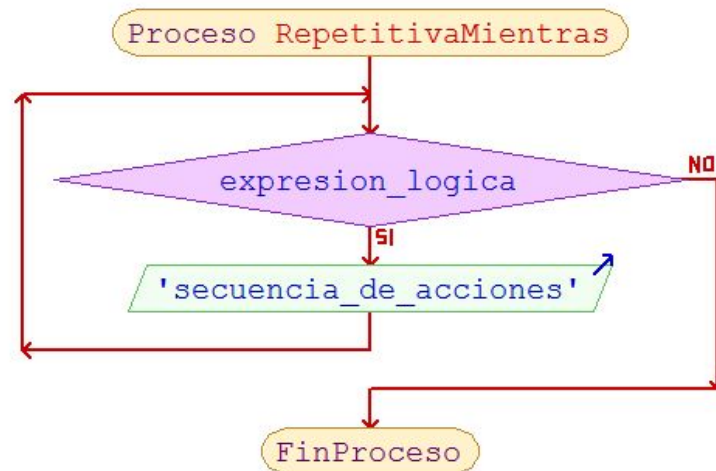 Proceso RepetitivaMientras
expresion_logica
NO
SI
'secuencia_de_acciones'
FinProceso